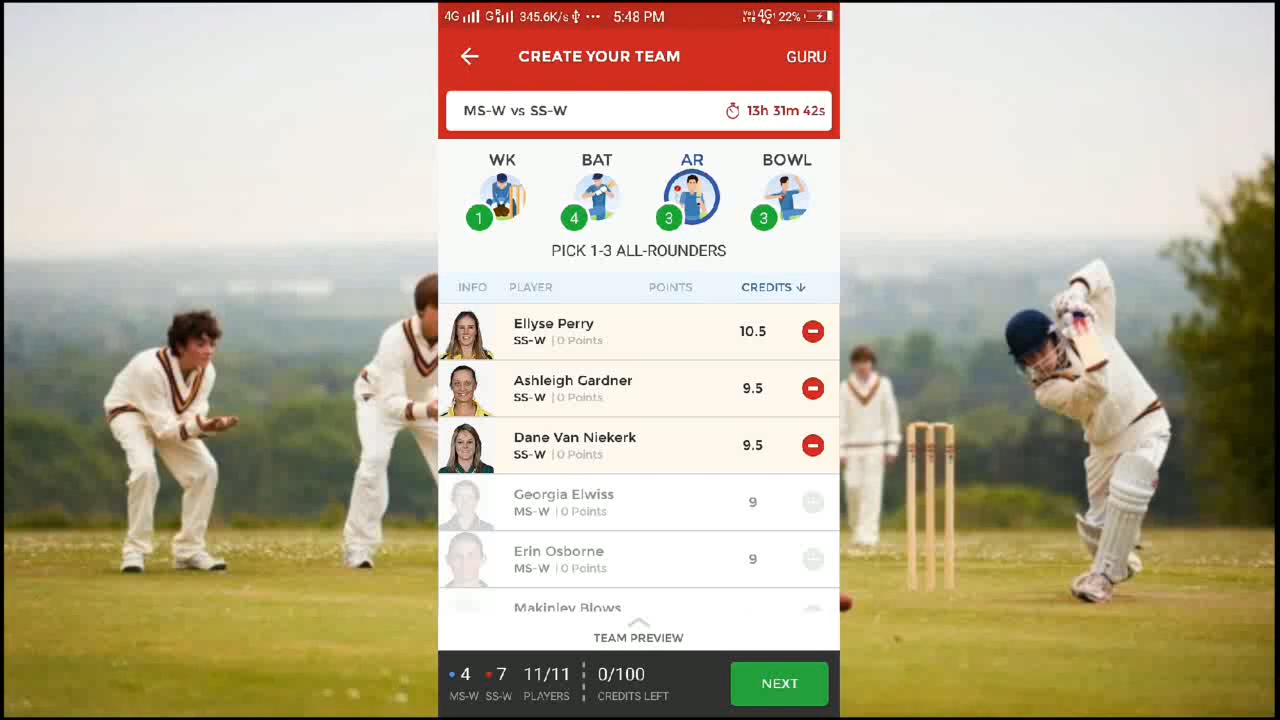 4G G R 345.6K/s ... 5:48 PM VoLTE 4G 22%
CREATE YOUR TEAM GURU
MS-W vs SS-W 13h 31m 42s
WK BAT AR BOWL
1 4 3 3
PICK 1-3 ALL-ROUNDERS
INFO PLAYER POINTS CREDITS ↓
Ellyse Perry 10.5
SS-W | 0 Points
Ashleigh Gardner 9.5
SS-W | 0 Points
Dane Van Niekerk 9.5
SS-W | 0 Points
Georgia Elwiss 9
MS-W | 0 Points
Erin Osborne 9
MS-W | 0 Points
Makinley Blows
TEAM PREVIEW
4 7 11/11 0/100 NEXT
MS-W SS-W PLAYERS CREDITS LEFT